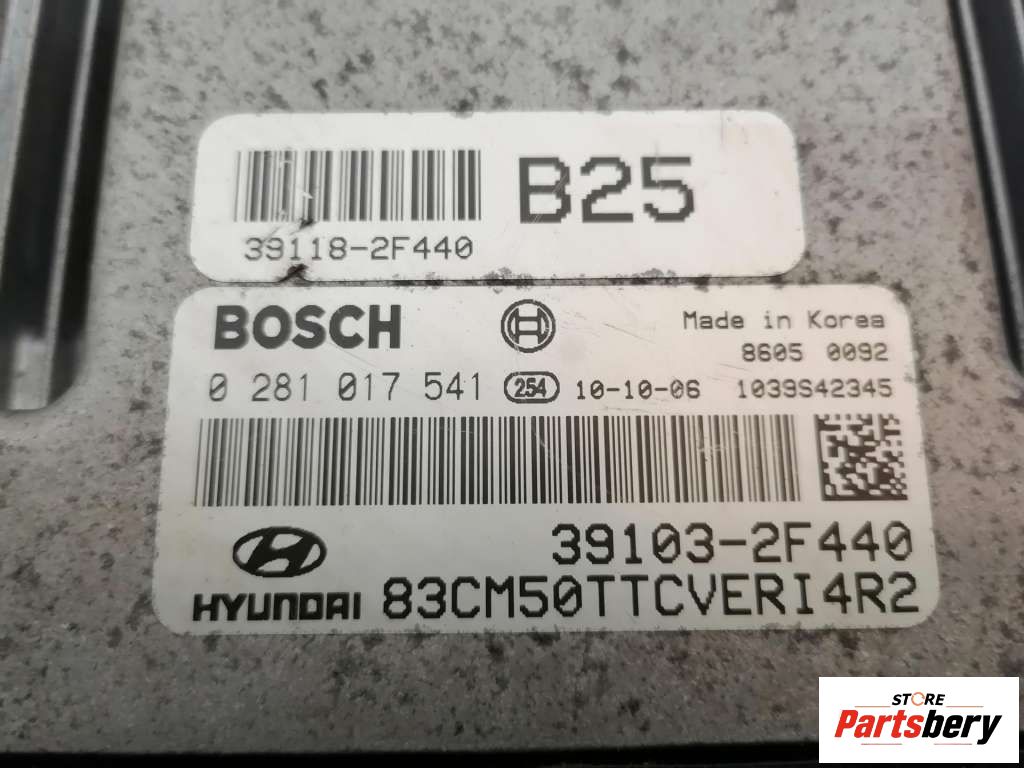 B25
39118-2F440
BOSCH
Made in Korea
8605 0092
0 281 017 541 254 10-10-06 1039S42345
39103-2F440
HYUNDAI 83CM50TTCVERI4R2
STORE
Partsbery